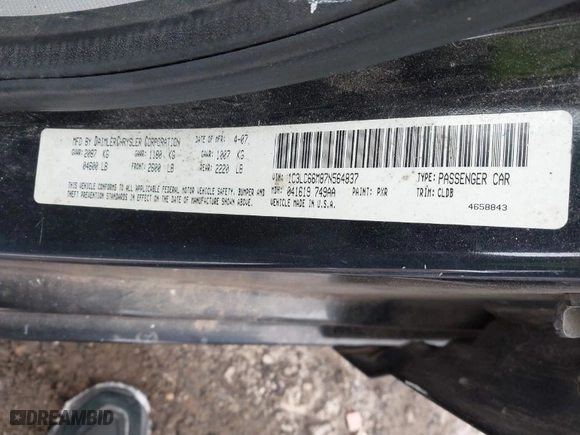 MFG BY DAIMLERCHRYSLER CORPORATION DATE OF MFR 4-07
GVWR: 2087 KG GAWR: 1180 KG GAWR: 1007 KG
04600 LB FRONT: 2600 LB REAR: 2220 LB
THIS VEHICLE CONFORMS TO ALL APPLICABLE FEDERAL MOTOR VEHICLE SAFETY, BUMPER AND
THEFT PREVENTION STANDARDS IN EFFECT ON THE DATE OF MANUFACTURE SHOWN ABOVE.
VIN: 1C3LC66M87N564837 TYPE: PASSENGER CAR
MDH: 041619 749AA PAINT: PXR TRIM: CLDB
VEHICLE MADE IN U.S.A. 4658843
DREAMBID